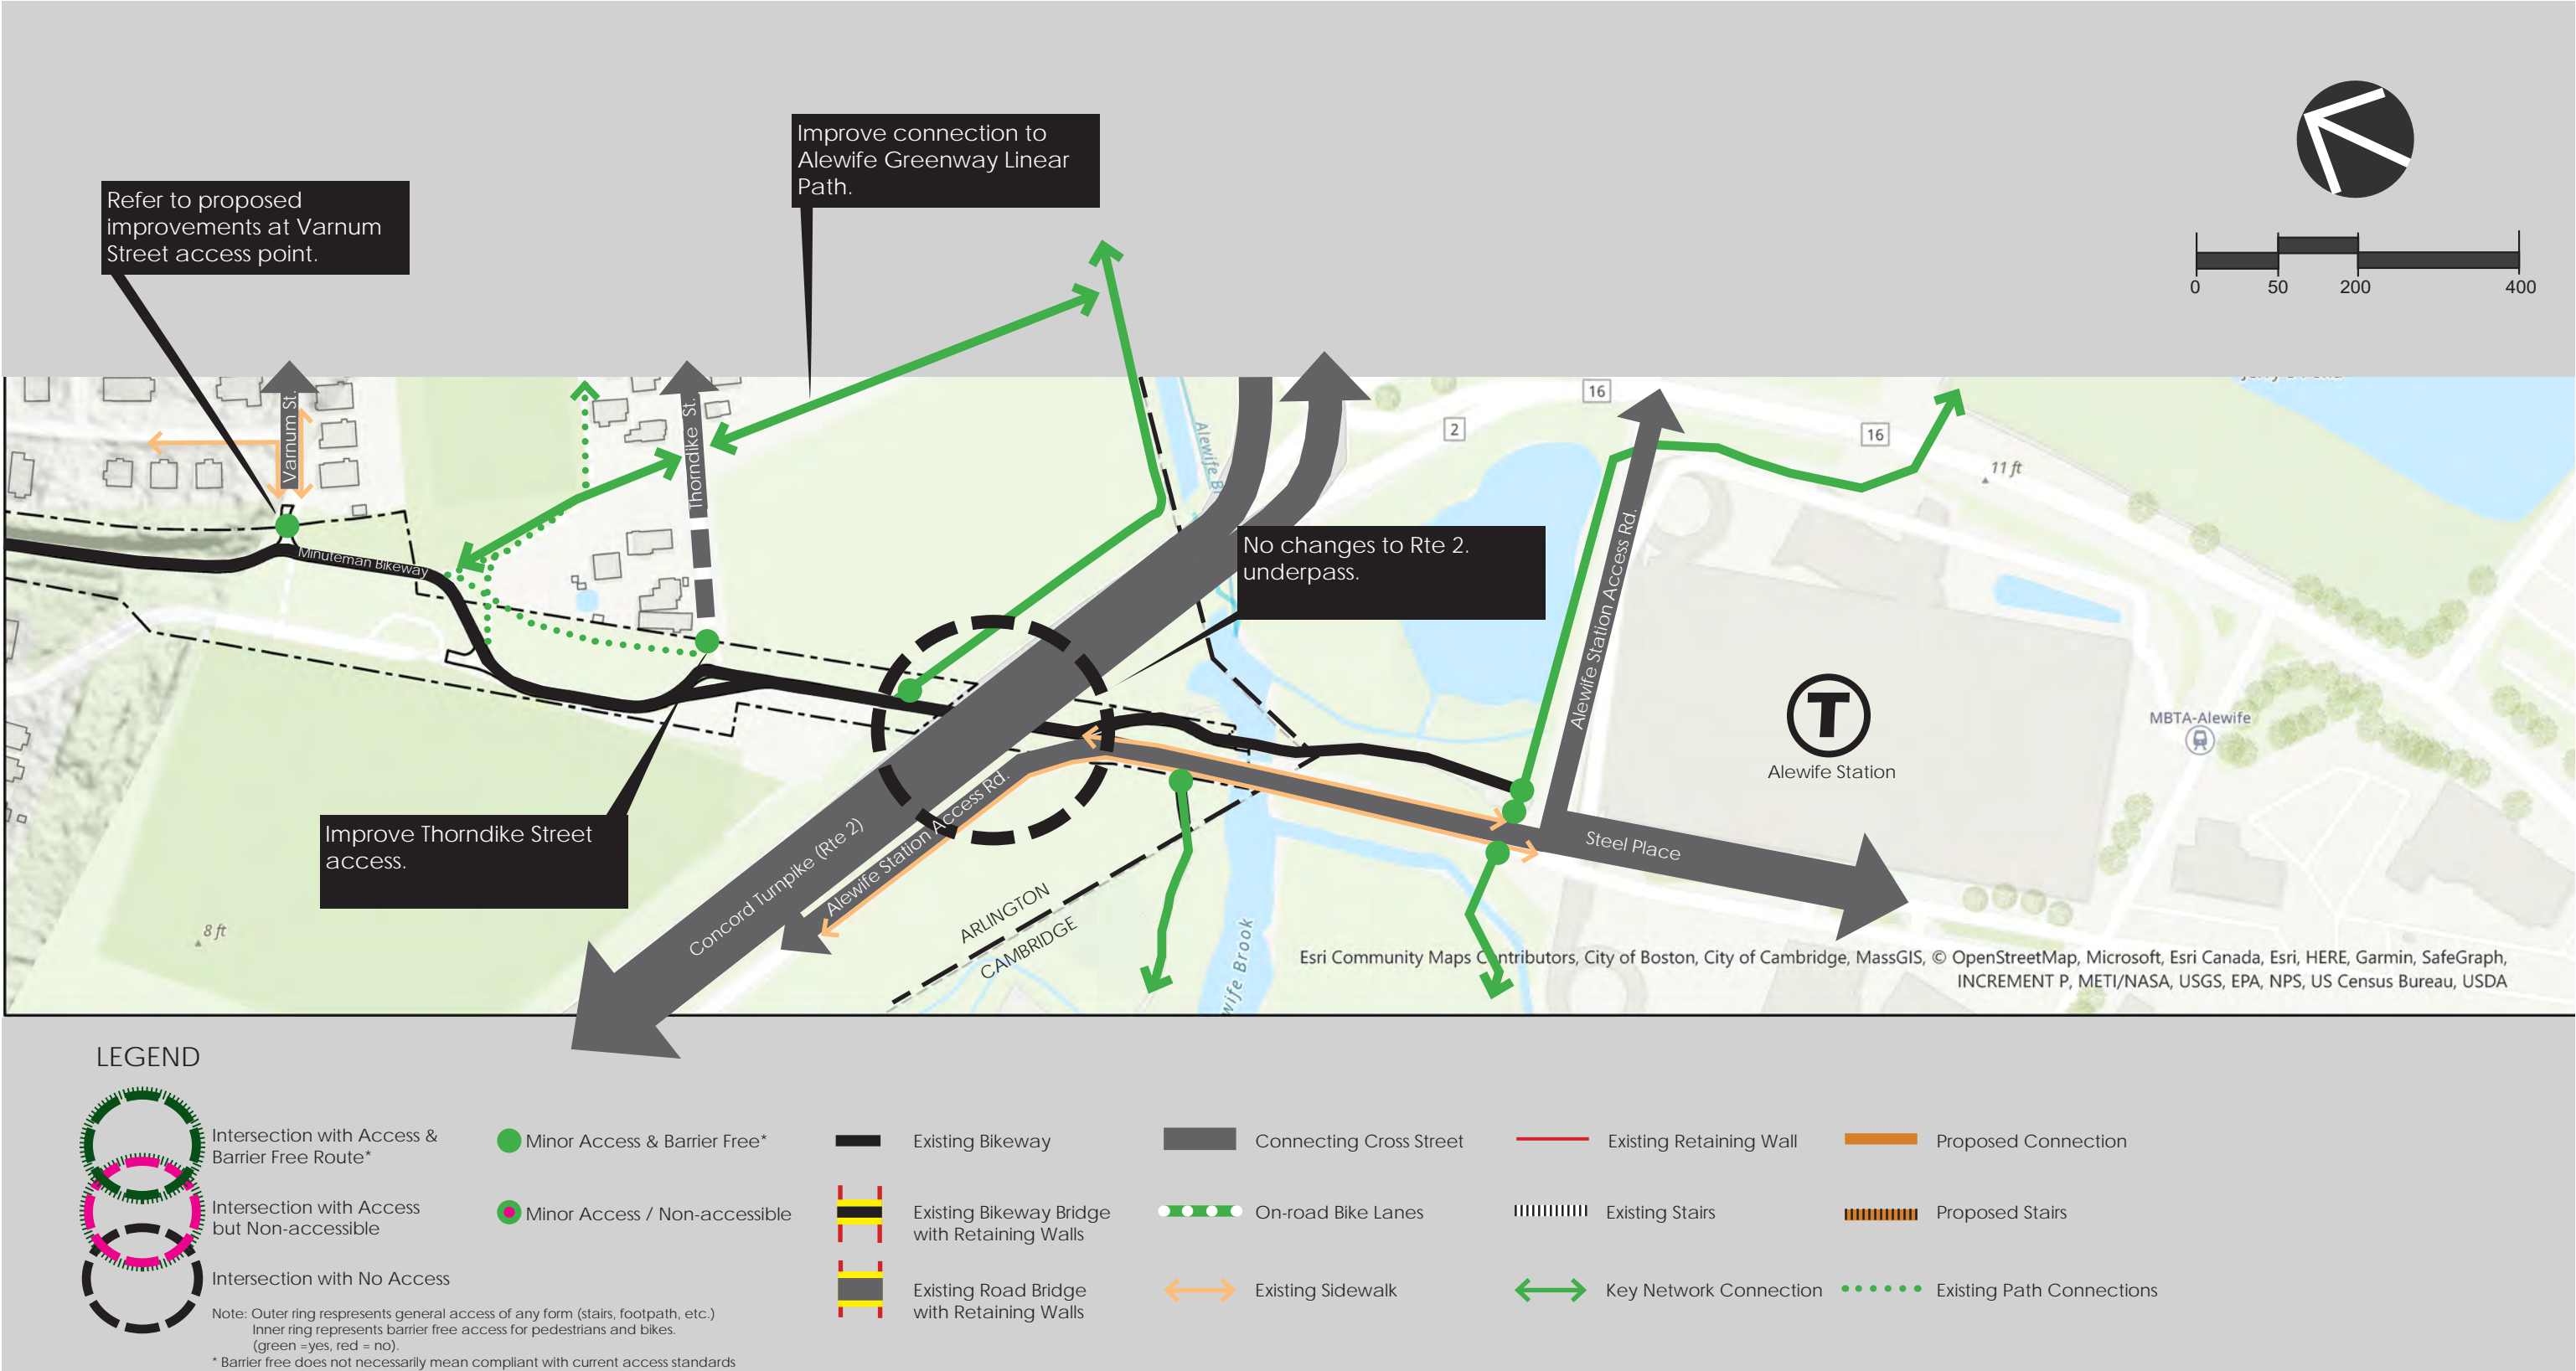 Improve connection to
Alewife Greenway Linear
Path.
Refer to proposed
improvements at Varnum
Street access point.
0 50 200 400
Varnum St.
Thorndike St.
Alewife
16
2
16
11 ft
Minuteman Bikeway
No changes to Rte 2.
underpass.
Alewife Station Access Rd.
T
Alewife Station
MBTA-Alewife
Improve Thorndike Street
access.
Concord Turnpike (Rte 2)
Alewife Station Access Rd.
Steel Place
ARLINGTON
CAMBRIDGE
8 ft
Brook
Esri Community Maps Contributors, City of Boston, City of Cambridge, MassGIS, © OpenStreetMap, Microsoft, Esri Canada, Esri, HERE, Garmin, SafeGraph,
INCREMENT P, METI/NASA, USGS, EPA, NPS, US Census Bureau, USDA
LEGEND
Intersection with Access &
Barrier Free Route*
Intersection with Access
but Non-accessible
Intersection with No Access
Note: Outer ring respresents general access of any form (stairs, footpath, etc.)
Inner ring represents barrier free access for pedestrians and bikes.
(green =yes, red = no).
* Barrier free does not necessarily mean compliant with current access standards
Minor Access & Barrier Free*
Minor Access / Non-accessible
Existing Bikeway
Existing Bikeway Bridge
with Retaining Walls
Existing Road Bridge
with Retaining Walls
Connecting Cross Street
On-road Bike Lanes
Existing Sidewalk
Existing Retaining Wall
Existing Stairs
Key Network Connection
Proposed Connection
Proposed Stairs
Existing Path Connections